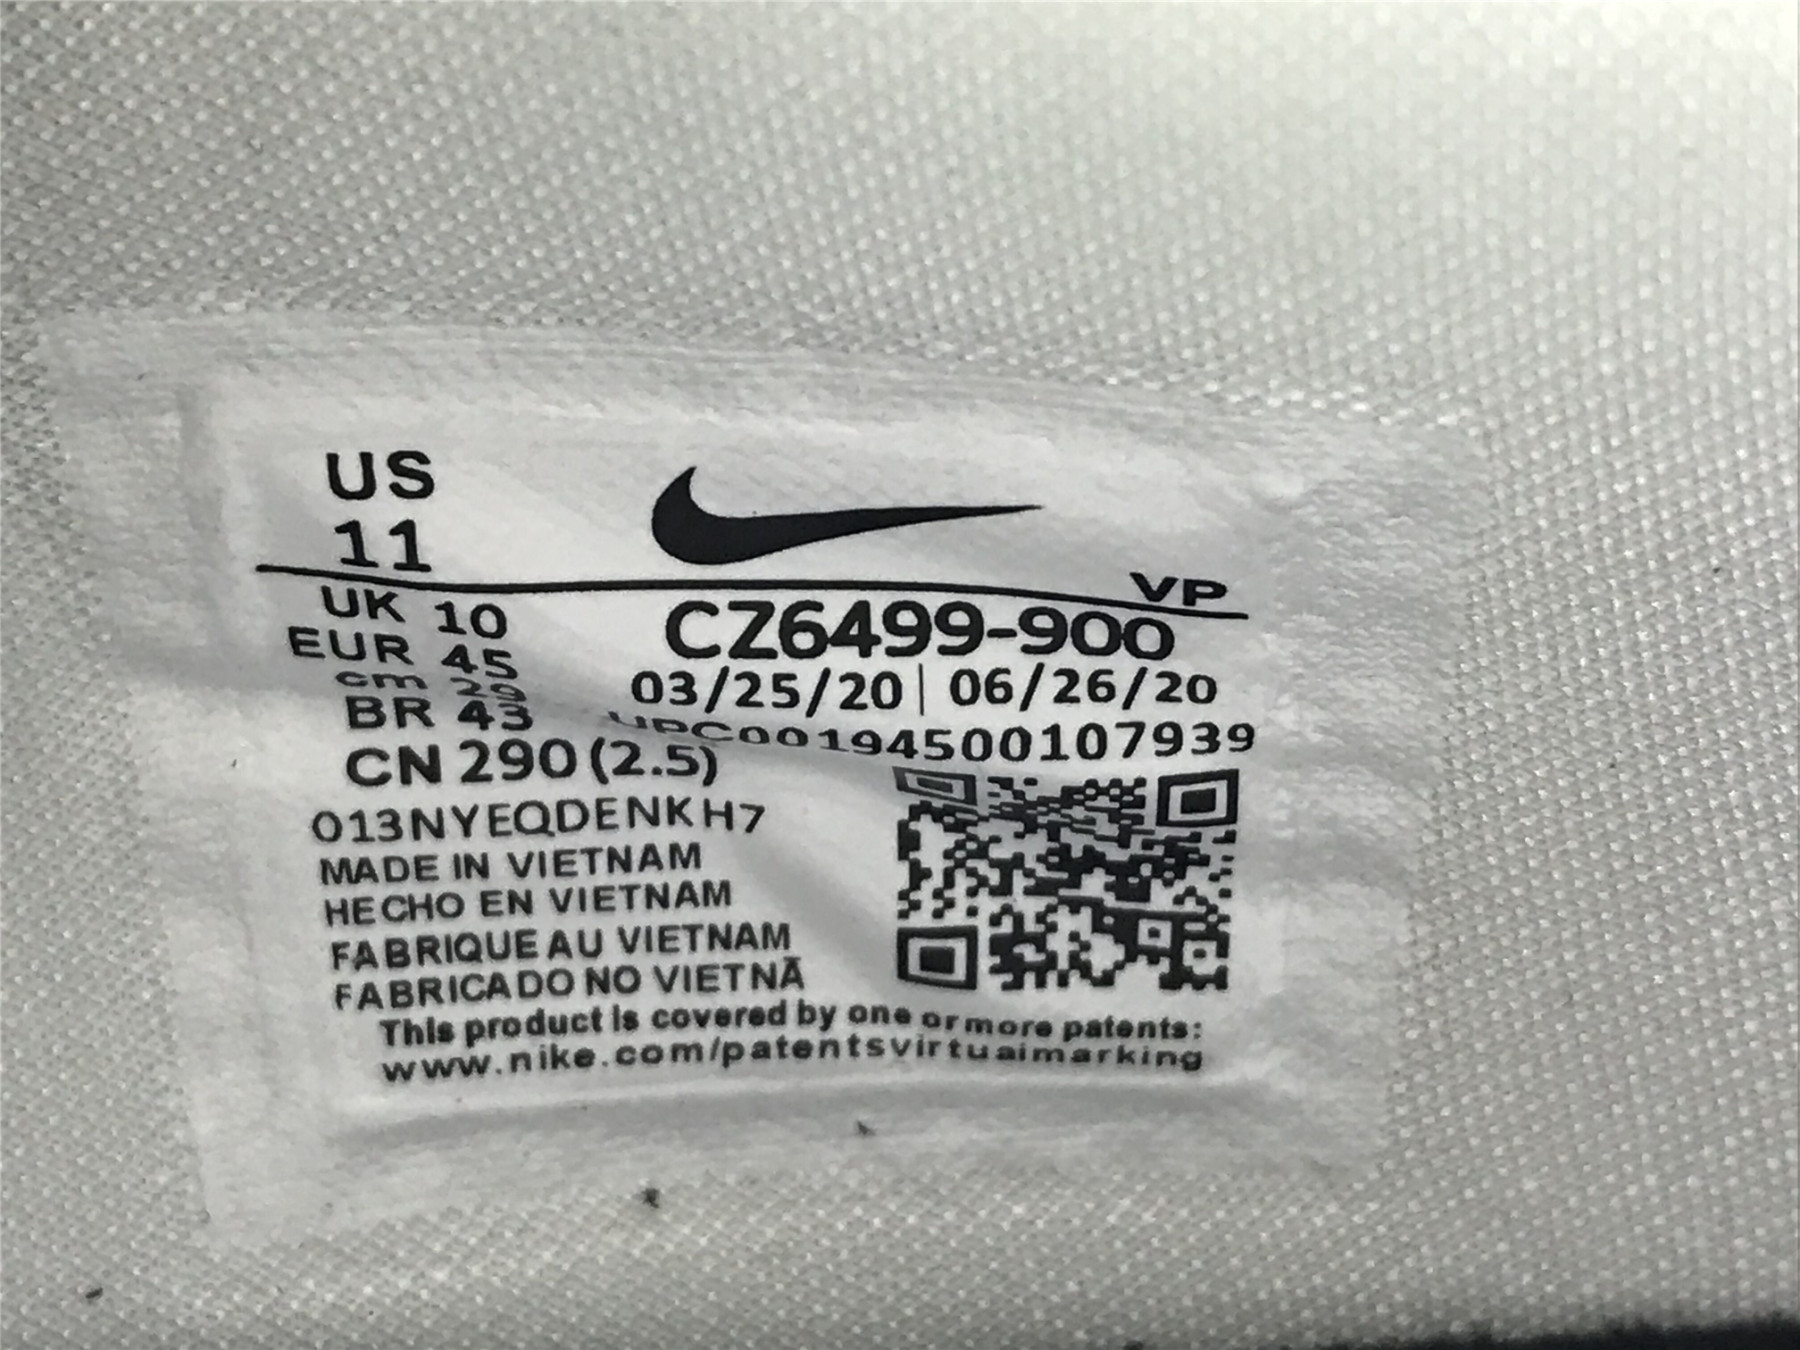 US
11
VP
UK 10
EUR 45
cm 29
BR 43
CN 290 (2.5)
CZ6499-900
03/25/20 | 06/26/20
UPC00194500107939
013NYEQDENKH7
MADE IN VIETNAM
HECHO EN VIETNAM
FABRIQUE AU VIETNAM
FABRICADO NO VIETNÃ
This product is covered by one or more patents:
www.nike.com/patentsvirtuaimarking